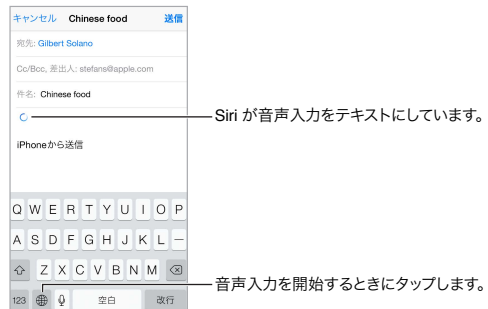 キャンセル Chinese food 送信
宛先: Gilbert Solano
Cc/Bcc, 差出人: stefans@apple.com
件名: Chinese food
Siri が音声入力をテキストにしています。
iPhoneから送信
Q W E R T Y U I O P
A S D F G H J K L ー
Z X C V B N M
音声入力を開始するときにタップします。
123 空白 改行